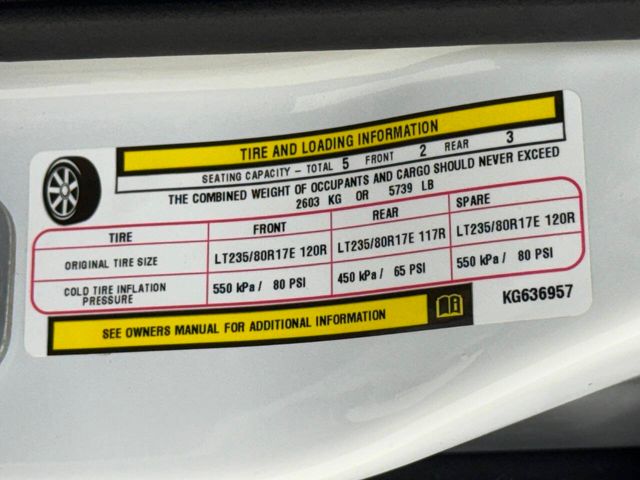 TIRE AND LOADING INFORMATION
SEATING CAPACITY - TOTAL 5 FRONT 2 REAR 3
THE COMBINED WEIGHT OF OCCUPANTS AND CARGO SHOULD NEVER EXCEED
2603 KG OR 5739 LB
TIRE FRONT REAR SPARE
ORIGINAL TIRE SIZE LT235/80R17E 120R LT235/80R17E 117R LT235/80R17E 120R
COLD TIRE INFLATION PRESSURE 550 kPa / 80 PSI 450 kPa / 65 PSI 550 kPa / 80 PSI
SEE OWNERS MANUAL FOR ADDITIONAL INFORMATION
KG636957